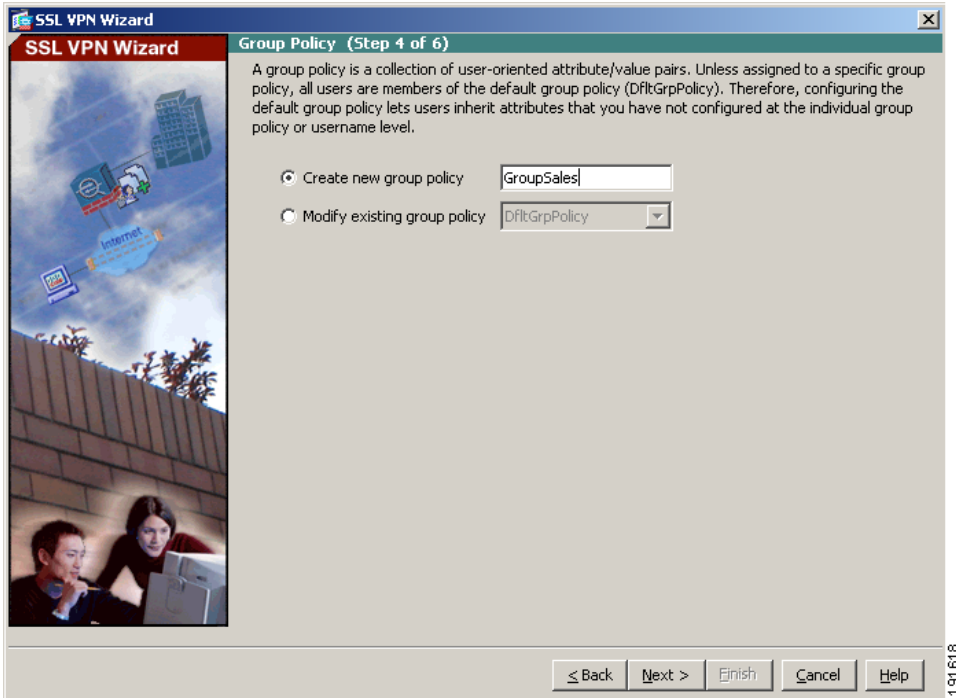 SSL VPN Wizard
SSL VPN Wizard
Group Policy (Step 4 of 6)
A group policy is a collection of user-oriented attribute/value pairs. Unless assigned to a specific group
policy, all users are members of the default group policy (DfltGrpPolicy). Therefore, configuring the
default group policy lets users inherit attributes that you have not configured at the individual group
policy or username level.
Create new group policy
GroupSales
Modify existing group policy
DfltGrpPolicy
Internet
< Back
Next >
Finish
Cancel
Help
191618